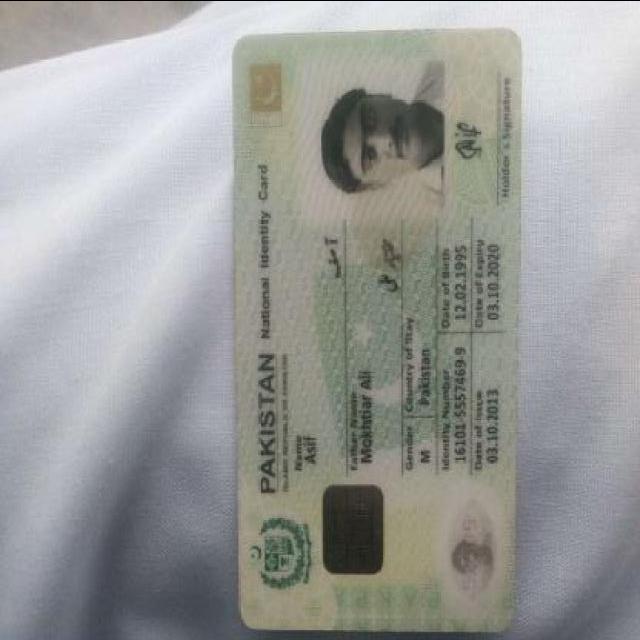 PAKISTAN National Identity Card
ISLAMIC REPUBLIC OF PAKISTAN
Name
Asif
Father Name
Mokhtiar Ali
Gender Country of Stay
M Pakistan
Identity Number Date of Birth
16101-5557469-9 12.02.1995
Date of Issue Date of Expiry
03.10.2013 03.10.2020
Holder's Signature